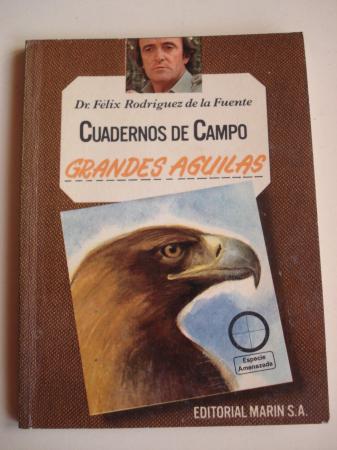 Dr. Félix Rodríguez de la Fuente
CUADERNOS DE CAMPO
GRANDES AGUILAS
Especie
Amenazada
EDITORIAL MARIN S.A.